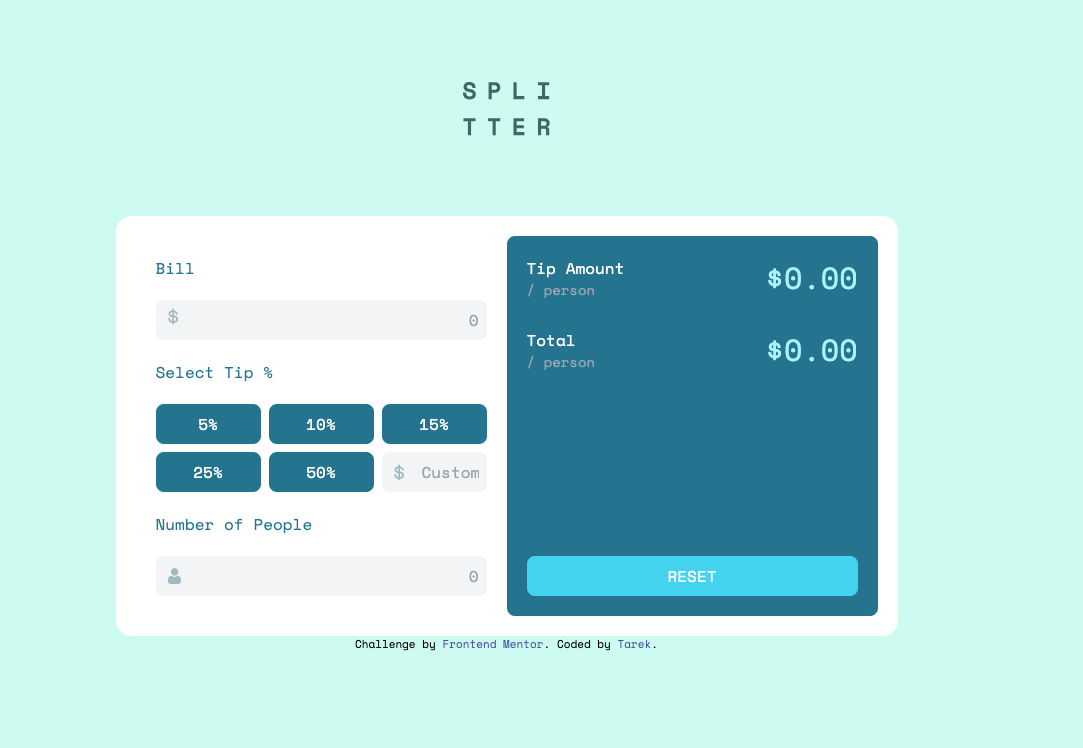 SPLI
TTER
Bill
$ 0
Select Tip %
5% 10% 15%
25% 50% $ Custom
Number of People
0
Tip Amount
/ person
$0.00
Total
/ person
$0.00
RESET
Challenge by Frontend Mentor. Coded by Tarek.